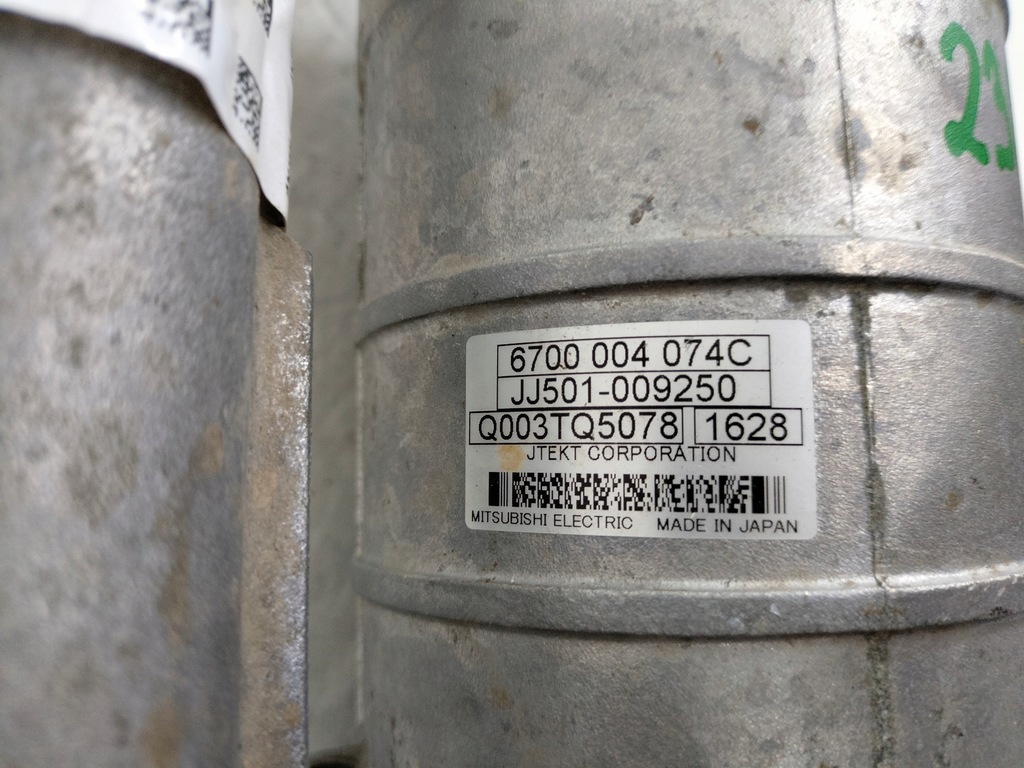 6700 004 074C
JJ501-009250
Q003TQ5078 1628
JTEKT CORPORATION
MITSUBISHI ELECTRIC MADE IN JAPAN